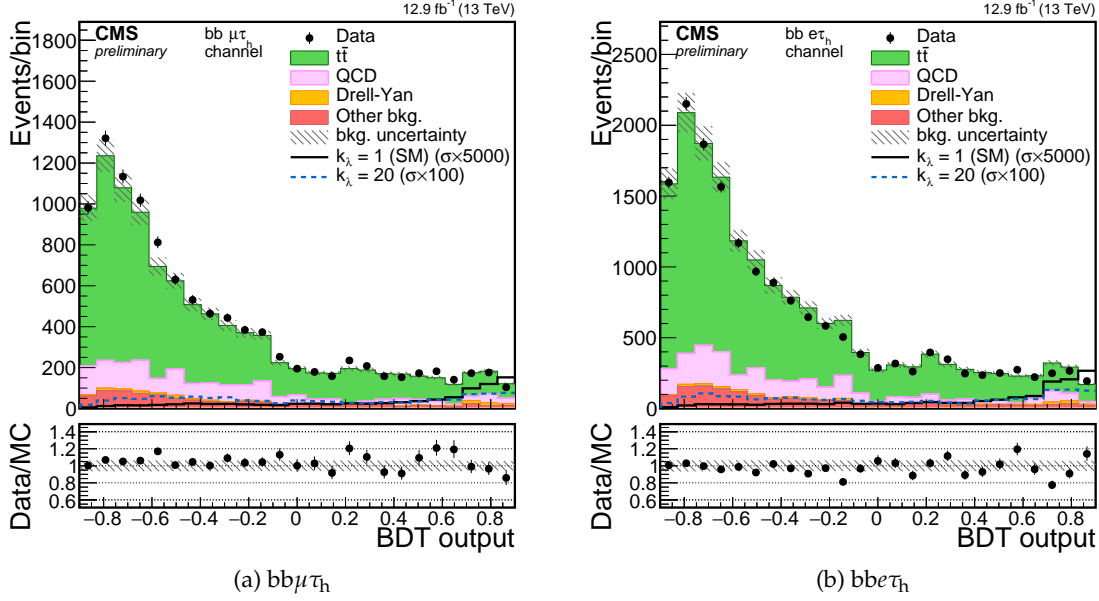 12.9 fb⁻¹ (13 TeV)
CMS
preliminary
bb μτₕ
channel
Data
tt̄
QCD
Drell-Yan
Other bkg.
bkg. uncertainty
k_λ = 1 (SM) (σ×5000)
k_λ = 20 (σ×100)
Events/bin
1800
1600
1400
1200
1000
800
600
400
200
0
Data/MC
1.4
1.2
1
0.8
0.6
−0.8 −0.6 −0.4 −0.2 0 0.2 0.4 0.6 0.8
BDT output
(a) bbμτₕ
12.9 fb⁻¹ (13 TeV)
CMS
preliminary
bb eτₕ
channel
Data
tt̄
QCD
Drell-Yan
Other bkg.
bkg. uncertainty
k_λ = 1 (SM) (σ×5000)
k_λ = 20 (σ×100)
Events/bin
2500
2000
1500
1000
500
0
Data/MC
1.4
1.2
1
0.8
0.6
−0.8 −0.6 −0.4 −0.2 0 0.2 0.4 0.6 0.8
BDT output
(b) bbeτₕ